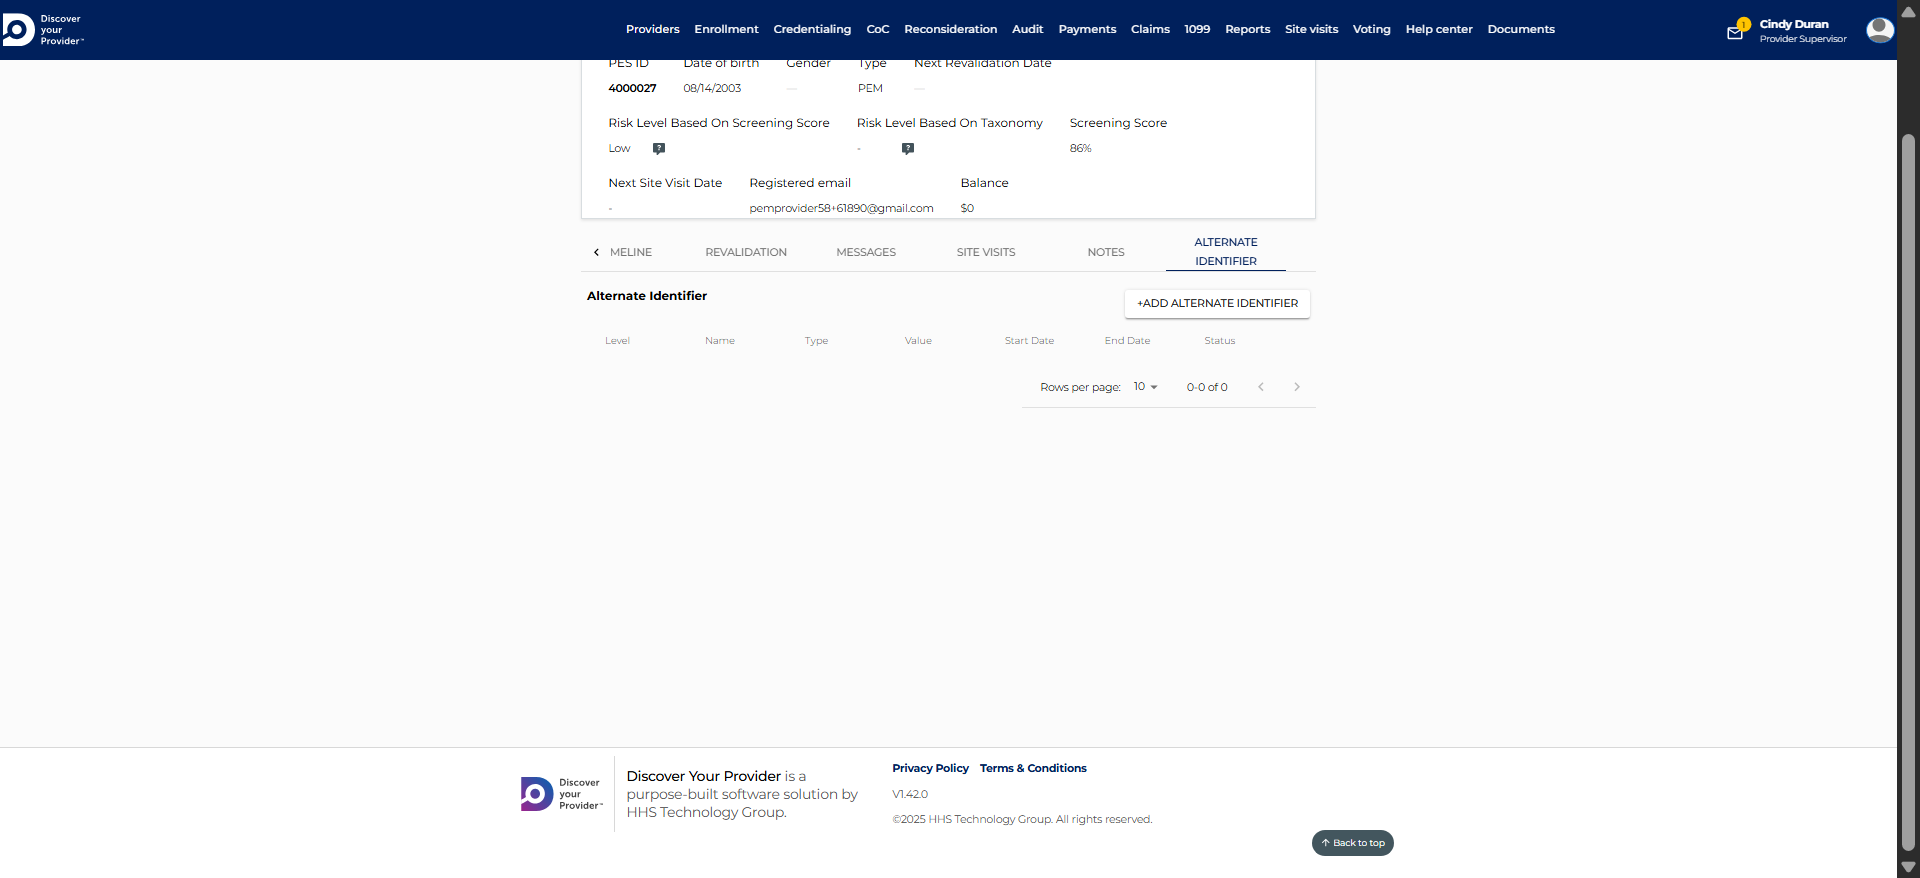 Discover
your
Provider™
Providers Enrollment Credentialing CoC Reconsideration Audit Payments Claims 1099 Reports Site visits Voting Help center Documents
1
Cindy Duran
Provider Supervisor
PES ID Date of birth Gender Type Next Revalidation Date
4000027 08/14/2003 — PEM —
Risk Level Based On Screening Score Risk Level Based On Taxonomy Screening Score
Low ? - ? 86%
Next Site Visit Date Registered email Balance
- pemprovider58+61890@gmail.com $0
MELINE REVALIDATION MESSAGES SITE VISITS NOTES ALTERNATE IDENTIFIER
Alternate Identifier
+ADD ALTERNATE IDENTIFIER
Level Name Type Value Start Date End Date Status
Rows per page: 10 0-0 of 0
Discover
your
Provider™
Discover Your Provider is a
purpose-built software solution by
HHS Technology Group.
Privacy Policy Terms & Conditions
V1.42.0
©2025 HHS Technology Group. All rights reserved.
Back to top